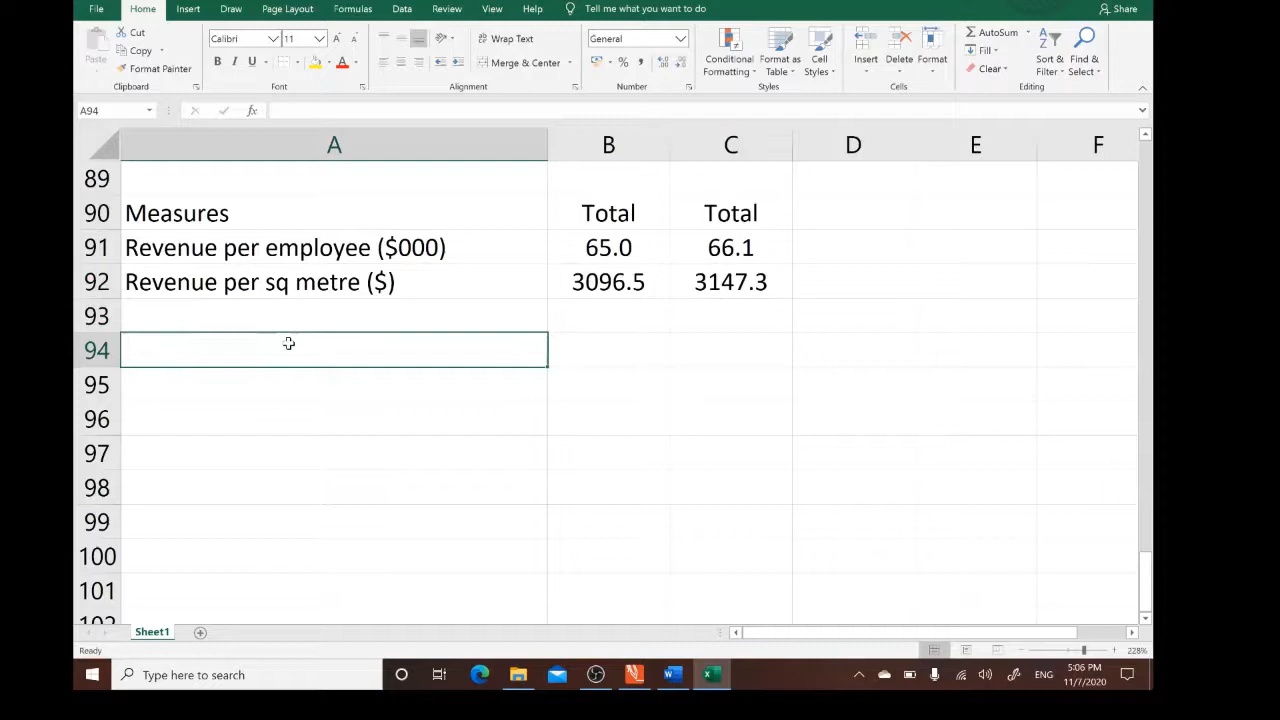 File Home Insert Draw Page Layout Formulas Data Review View Help Tell me what you want to do Share
Paste Cut Copy Format Painter Clipboard
Calibri 11 A A B I U A Font
Wrap Text Merge & Center Alignment
General % , Number
Conditional Formatting Format as Table Cell Styles Styles
Insert Delete Format Cells
AutoSum Fill Clear Sort & Filter Find & Select Editing
A94 fx
A B C D E F
89
90 Measures Total Total
91 Revenue per employee ($000) 65.0 66.1
92 Revenue per sq metre ($) 3096.5 3147.3
93
94
95
96
97
98
99
100
101
102
Sheet1
Ready 228%
Type here to search ENG 5:06 PM
11/7/2020